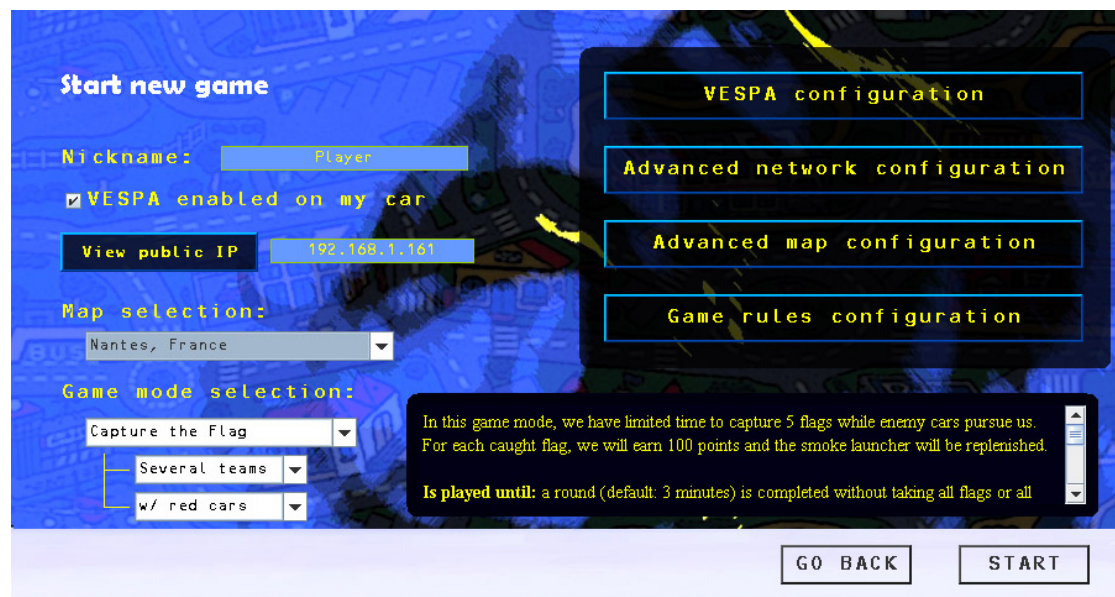 Start new game
Nickname: Player
VESPA enabled on my car
View public IP 192.168.1.161
Map selection:
Nantes, France
Game mode selection:
Capture the Flag
Several teams
w/ red cars
VESPA configuration
Advanced network configuration
Advanced map configuration
Game rules configuration
In this game mode, we have limited time to capture 5 flags while enemy cars pursue us.
For each caught flag, we will earn 100 points and the smoke launcher will be replenished.
Is played until: a round (default: 3 minutes) is completed without taking all flags or all
GO BACK START